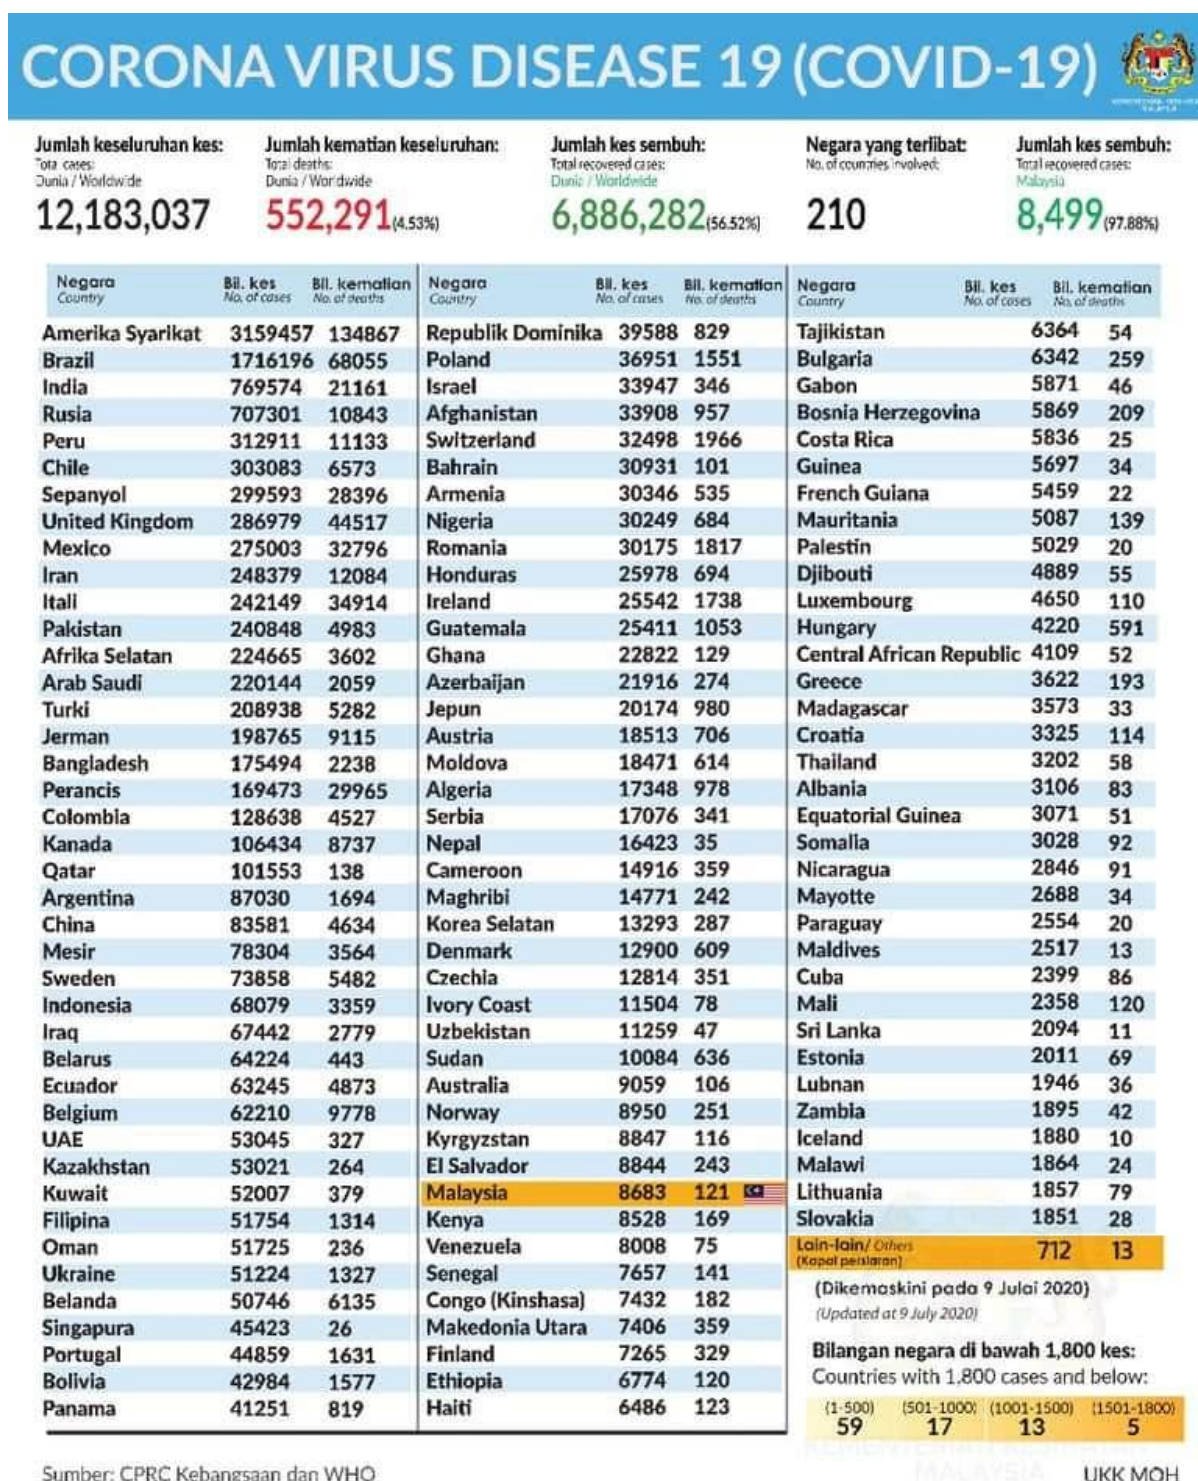 CORONA VIRUS DISEASE 19 (COVID-19)
Jumlah keseluruhan kes:
Total cases:
Dunia / Worldwide
12,183,037
Jumlah kematian keseluruhan:
Total deaths:
Dunia / Worldwide
552,291 (4.53%)
Jumlah kes sembuh:
Total recovered cases:
Dunia / Worldwide
6,886,282 (56.52%)
Negara yang terlibat:
No. of countries involved:
210
Jumlah kes sembuh:
Total recovered cases:
Malaysia
8,499 (97.88%)
Negara Bil. kes Bil. kematian
Country No. of cases No. of deaths
Amerika Syarikat 3159457 134867
Brazil 1716196 68055
India 769574 21161
Rusia 707301 10843
Peru 312911 11133
Chile 303083 6573
Sepanyol 299593 28396
United Kingdom 286979 44517
Mexico 275003 32796
Iran 248379 12084
Itali 242149 34914
Pakistan 240848 4983
Afrika Selatan 224665 3602
Arab Saudi 220144 2059
Turki 208938 5282
Jerman 198765 9115
Bangladesh 175494 2238
Perancis 169473 29965
Colombia 128638 4527
Kanada 106434 8737
Qatar 101553 138
Argentina 87030 1694
China 83581 4634
Mesir 78304 3564
Sweden 73858 5482
Indonesia 68079 3359
Iraq 67442 2779
Belarus 64224 443
Ecuador 63245 4873
Belgium 62210 9778
UAE 53045 327
Kazakhstan 53021 264
Kuwait 52007 379
Filipina 51754 1314
Oman 51725 236
Ukraine 51224 1327
Belanda 50746 6135
Singapura 45423 26
Portugal 44859 1631
Bolivia 42984 1577
Panama 41251 819
Negara Bil. kes Bil. kematian
Country No. of cases No. of deaths
Republik Dominika 39588 829
Poland 36951 1551
Israel 33947 346
Afghanistan 33908 957
Switzerland 32498 1966
Bahrain 30931 101
Armenia 30346 535
Nigeria 30249 684
Romania 30175 1817
Honduras 25978 694
Ireland 25542 1738
Guatemala 25411 1053
Ghana 22822 129
Azerbaijan 21916 274
Jepun 20174 980
Austria 18513 706
Moldova 18471 614
Algeria 17348 978
Serbia 17076 341
Nepal 16423 35
Cameroon 14916 359
Maghribi 14771 242
Korea Selatan 13293 287
Denmark 12900 609
Czechia 12814 351
Ivory Coast 11504 78
Uzbekistan 11259 47
Sudan 10084 636
Australia 9059 106
Norway 8950 251
Kyrgyzstan 8847 116
El Salvador 8844 243
Malaysia 8683 121
Kenya 8528 169
Venezuela 8008 75
Senegal 7657 141
Congo (Kinshasa) 7432 182
Makedonia Utara 7406 359
Finland 7265 329
Ethiopia 6774 120
Haiti 6486 123
Negara Bil. kes Bil. kematian
Country No. of cases No. of deaths
Tajikistan 6364 54
Bulgaria 6342 259
Gabon 5871 46
Bosnia Herzegovina 5869 209
Costa Rica 5836 25
Guinea 5697 34
French Guiana 5459 22
Mauritania 5087 139
Palestin 5029 20
Djibouti 4889 55
Luxembourg 4650 110
Hungary 4220 591
Central African Republic 4109 52
Greece 3622 193
Madagascar 3573 33
Croatia 3325 114
Thailand 3202 58
Albania 3106 83
Equatorial Guinea 3071 51
Somalia 3028 92
Nicaragua 2846 91
Mayotte 2688 34
Paraguay 2554 20
Maldives 2517 13
Cuba 2399 86
Mali 2358 120
Sri Lanka 2094 11
Estonia 2011 69
Lubnan 1946 36
Zambia 1895 42
Iceland 1880 10
Malawi 1864 24
Lithuania 1857 79
Slovakia 1851 28
Lain-lain/ Others 712 13
(Kapal persiaran)
(Dikemaskini pada 9 Julai 2020)
(Updated at 9 July 2020)
Bilangan negara di bawah 1,800 kes:
Countries with 1,800 cases and below:
(1-500) (501-1000) (1001-1500) (1501-1800)
59 17 13 5
Sumber: CPRC Kebangsaan dan WHO
UKK MOH